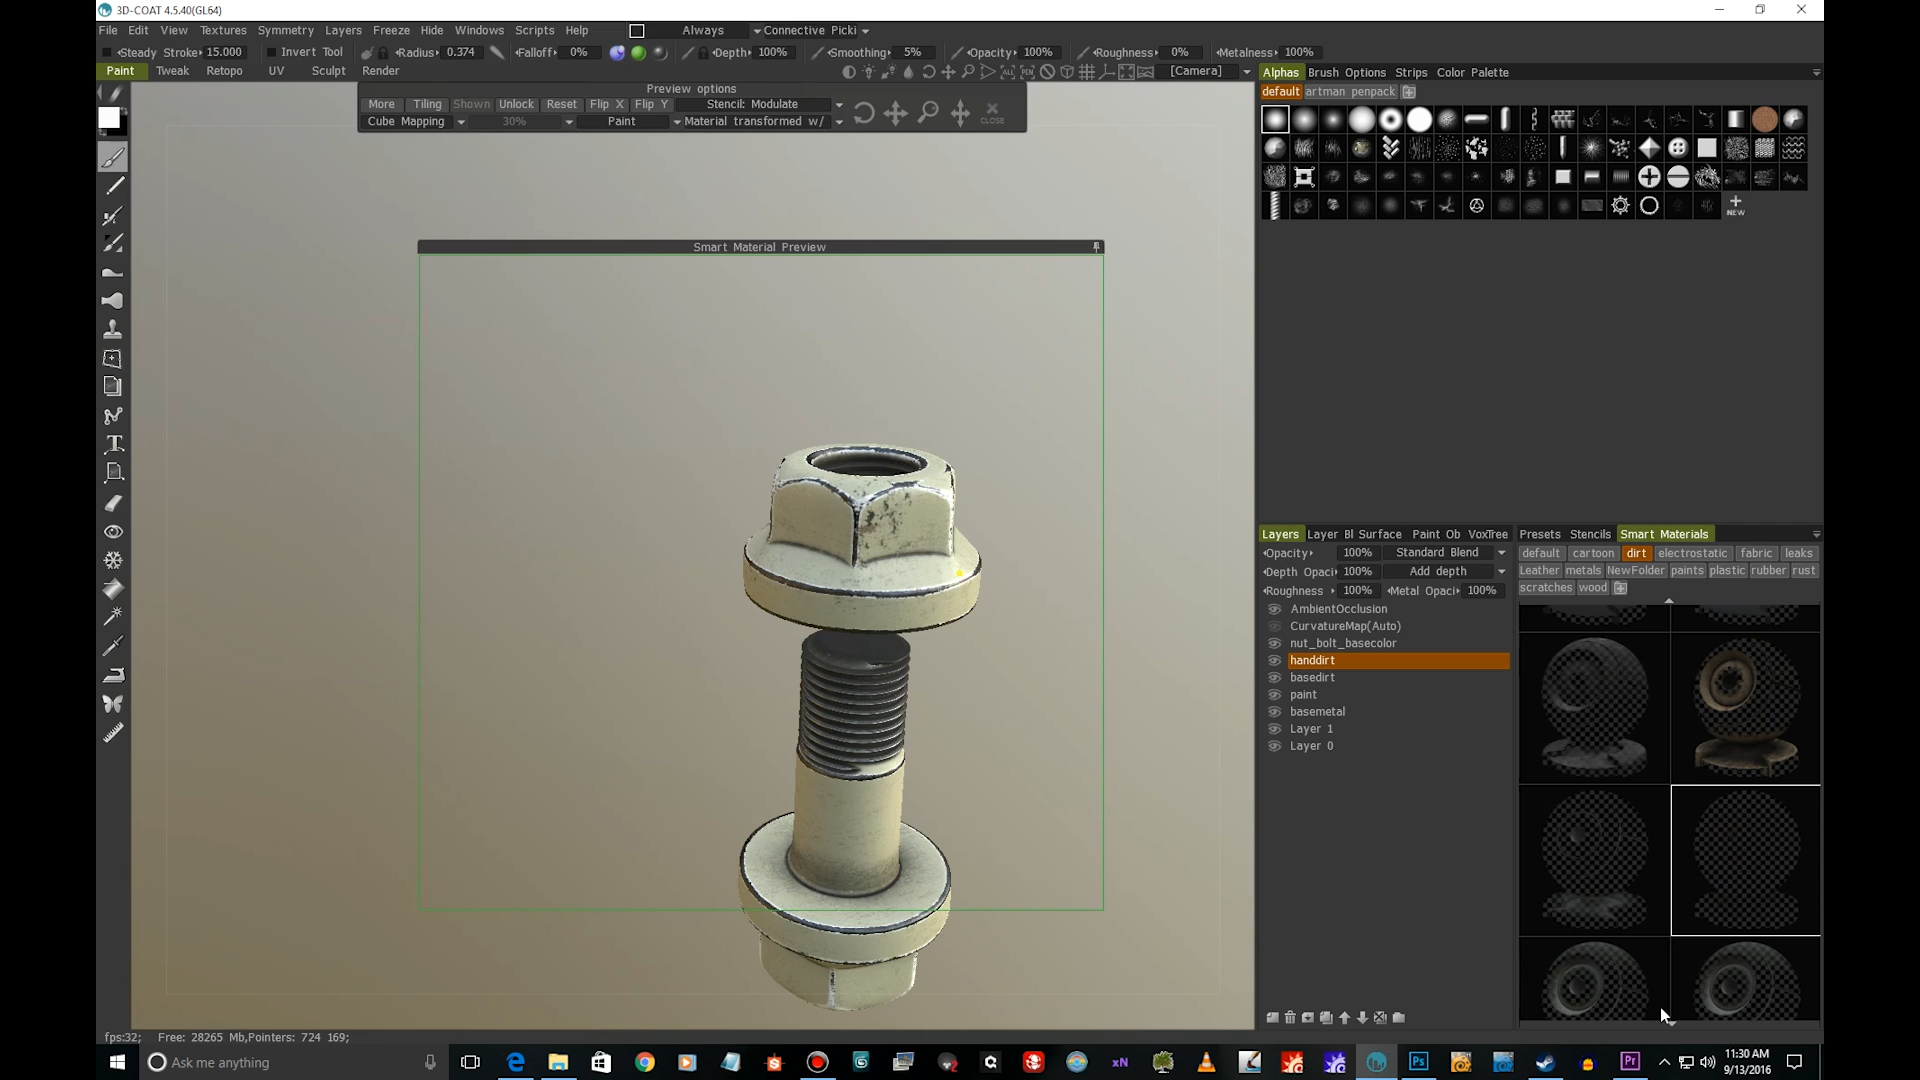 3D-COAT 4.5.40(GL64)
File Edit View Textures Symmetry Layers Freeze Hide Windows Scripts Help Always Connective Picki
Steady Stroke 15.000 Invert Tool Radius 0.374 Falloff 0% Depth 100% Smoothing 5% Opacity 100% Roughness 0% Metalness 100%
Paint Tweak Retopo UV Sculpt Render ALL PEN [Camera] Alphas Brush Options Strips Color Palette
Preview options
default artman penpack
More Tiling Shown Unlock Reset Flip X Flip Y Stencil: Modulate
Cube Mapping 30% Paint Material transformed w/ CLOSE
NEW
Smart Material Preview
Layers Layer Bl Surface Paint Ob VoxTree
Opacity 100% Standard Blend
Depth Opaci 100% Add depth
Roughness 100% Metal Opaci 100%
AmbientOcclusion
CurvatureMap(Auto)
nut_bolt_basecolor
handdirt
basedirt
paint
basemetal
Layer 1
Layer 0
Presets Stencils Smart Materials
default cartoon dirt electrostatic fabric leaks
Leather metals NewFolder paints plastic rubber rust
scratches wood
fps:32; Free: 28265 Mb,Pointers: 724 169;
Ask me anything
xN
Ps
Pr
11:30 AM
9/13/2016